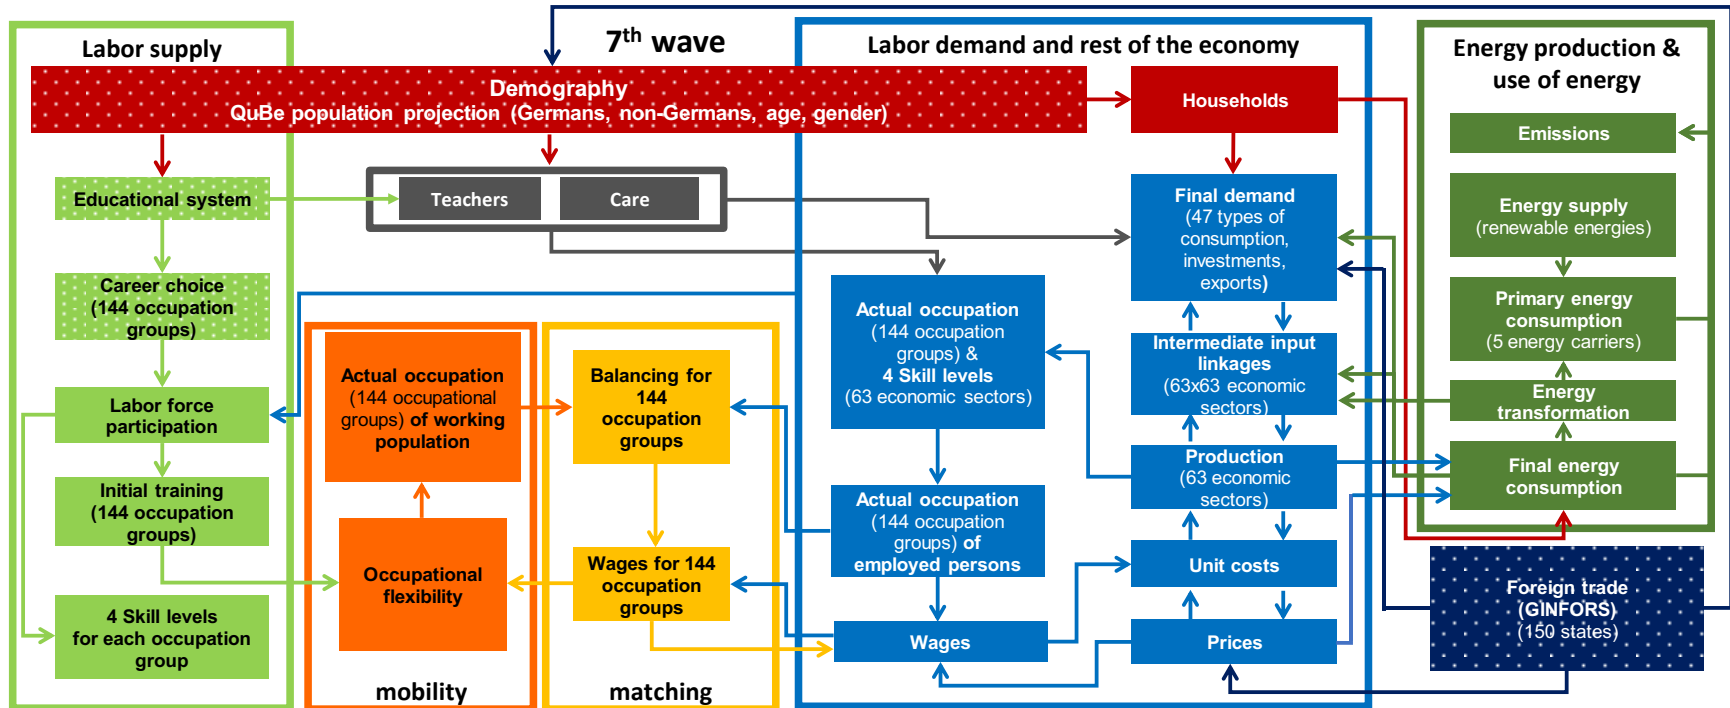 Labor supply
7th wave
Labor demand and rest of the economy
Energy production &
use of energy
Demography
QuBe population projection (Germans, non-Germans, age, gender)
Households
Emissions
Educational system
Teachers
Care
Final demand
(47 types of
consumption,
investments,
exports)
Energy supply
(renewable energies)
Career choice
(144 occupation
groups)
Actual occupation
(144 occupation
groups) &
4 Skill levels
(63 economic sectors)
Primary energy
consumption
(5 energy carriers)
Actual occupation
(144 occupational
groups) of working
population
Balancing for
144
occupation
groups
Intermediate input
linkages
(63x63 economic
sectors)
Labor force
participation
Energy
transformation
Initial training
(144 occupation
groups)
Production
(63 economic
sectors)
Final energy
consumption
Actual occupation
(144 occupation
groups) of
employed persons
Occupational
flexibility
Wages for 144
occupation
groups
Unit costs
Foreign trade
(GINFORS)
(150 states)
4 Skill levels
for each occupation
group
Wages
Prices
mobility
matching